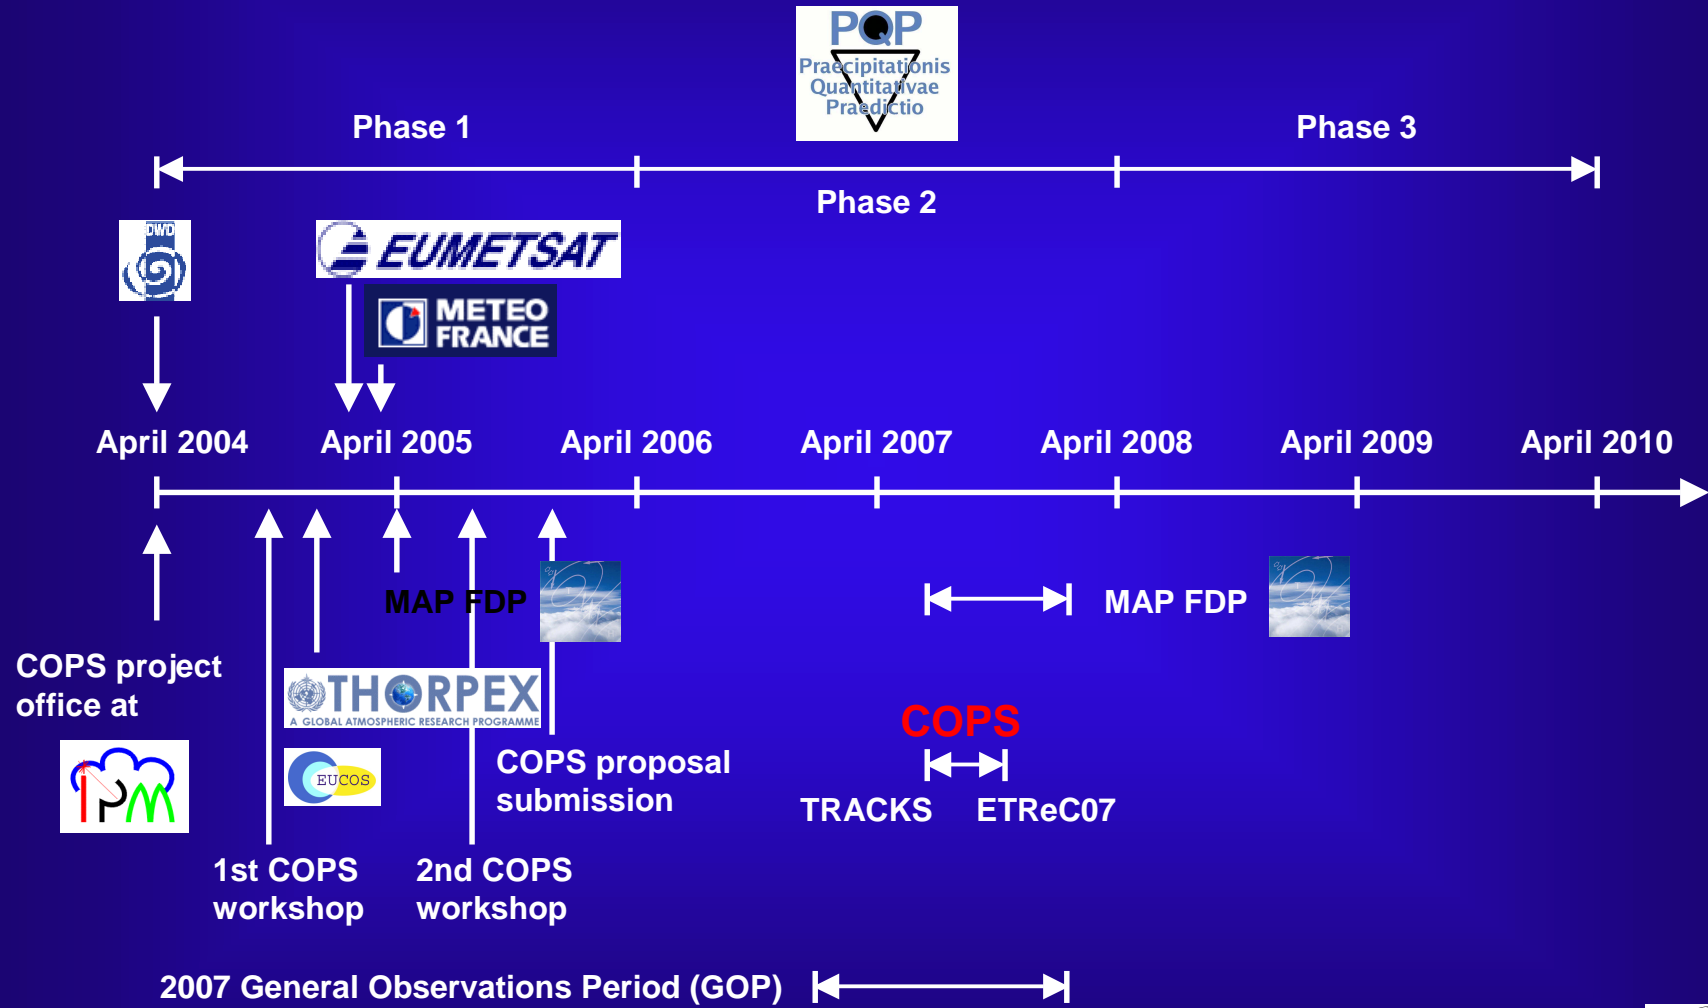 PQP
Praecipitationis
Quantitativae
Praedictio
Phase 1
Phase 3
Phase 2
DWD
EUMETSAT
METEO
FRANCE
April 2004
April 2005
April 2006
April 2007
April 2008
April 2009
April 2010
MAP FDP
MAP FDP
COPS project
office at
IPM
THORPEX
A GLOBAL ATMOSPHERIC RESEARCH PROGRAMME
EUCOS
COPS proposal
submission
COPS
TRACKS
ETReC07
1st COPS
workshop
2nd COPS
workshop
2007 General Observations Period (GOP)